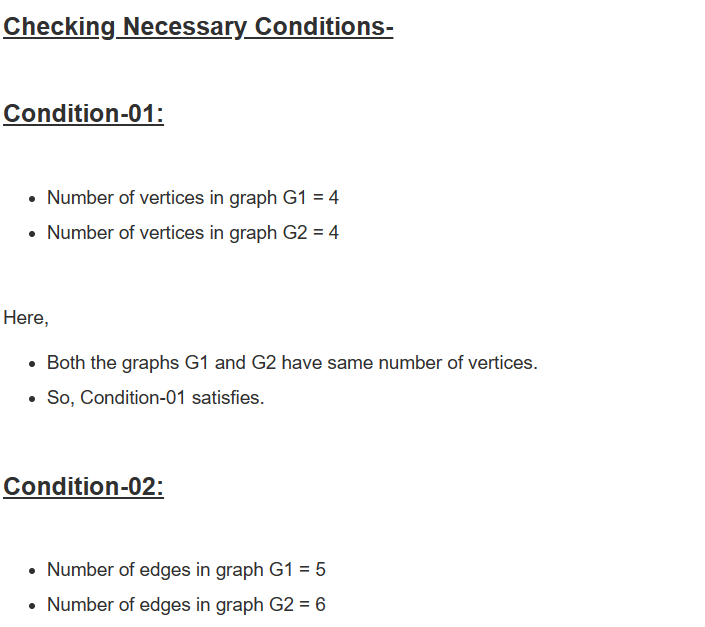 Checking Necessary Conditions-
Condition-01:
• Number of vertices in graph G1 = 4
• Number of vertices in graph G2 = 4
Here,
• Both the graphs G1 and G2 have same number of vertices.
• So, Condition-01 satisfies.
Condition-02:
• Number of edges in graph G1 = 5
• Number of edges in graph G2 = 6